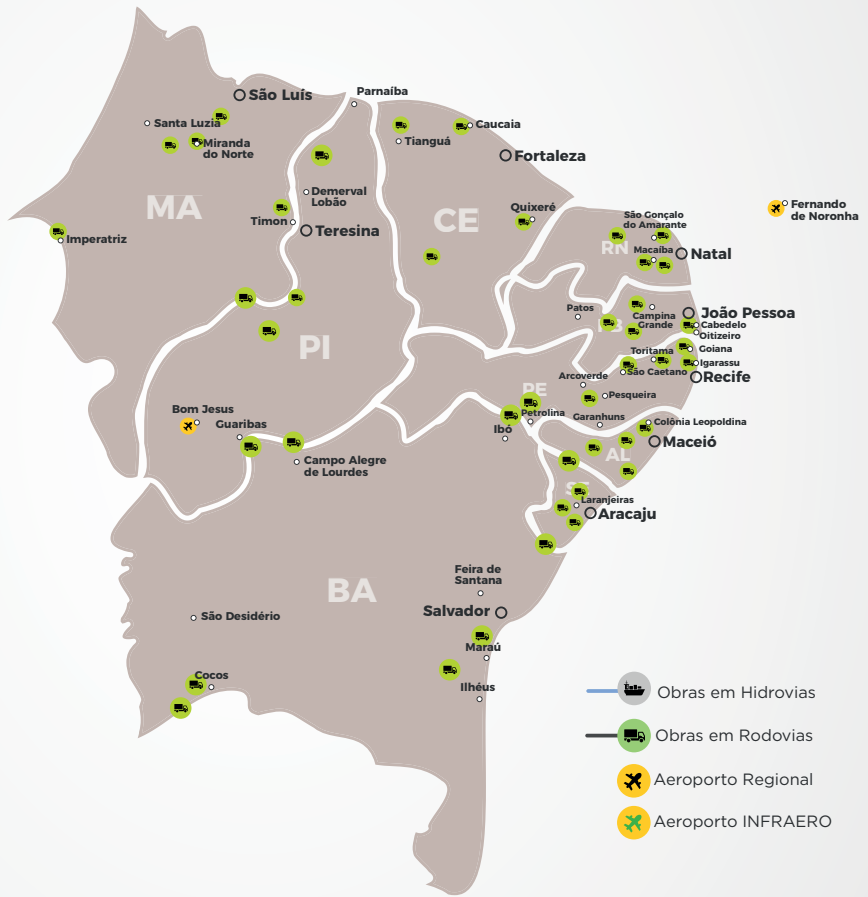 Parnaíba
São Luís
Santa Luzia
Caucaia
Tianguá
Miranda
do Norte
Fortaleza
Demerval
Lobão
MA
CE
Quixeré
Fernando
de Noronha
São Gonçalo
do Amarante
Timon
Teresina
Imperatriz
RN
Macaíba
Natal
Patos
Campina
Grande
João Pessoa
PB
Cabedelo
Oitizeiro
PI
Toritama
Goiana
Igarassu
São Caetano
Recife
Arcoverde
PE
Pesqueira
Bom Jesus
Guaribas
Petrolina
Garanhuns
Colônia Leopoldina
Ibó
Maceió
AL
Campo Alegre
de Lourdes
SE
Laranjeiras
Aracaju
Feira de
Santana
BA
São Desidério
Salvador
Maraú
Cocos
Ilhéus
Obras em Hidrovias
Obras em Rodovias
Aeroporto Regional
Aeroporto INFRAERO